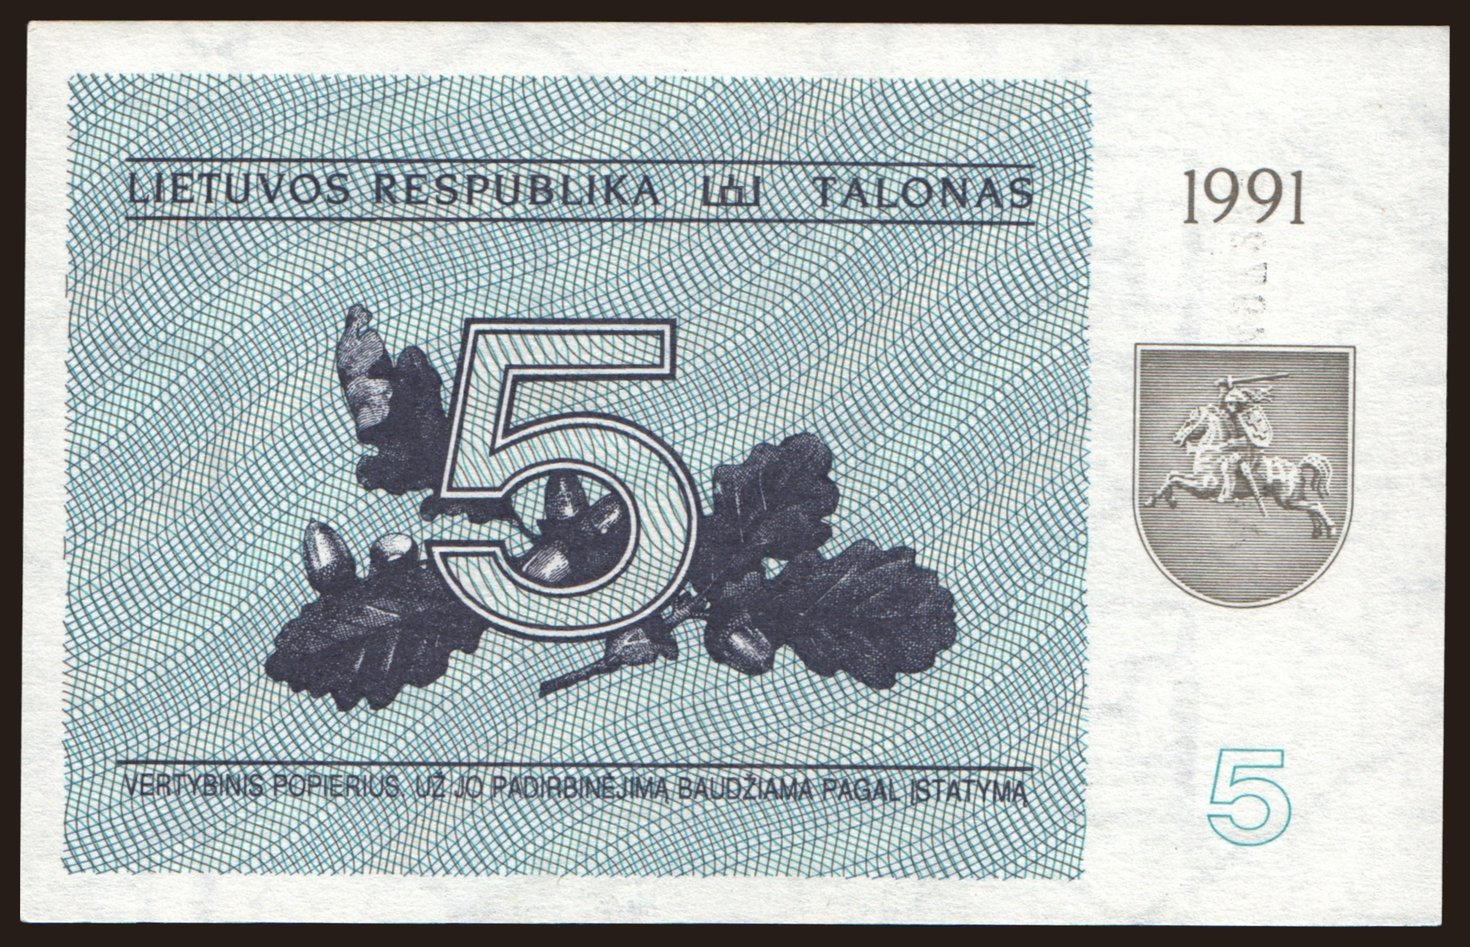 LIETUVOS RESPUBLIKA TALONAS
1991
5
VERTYBINIS POPIERIUS. UŽ JO PADIRBINĖJIMĄ BAUDŽIAMA PAGAL ĮSTATYMĄ
5